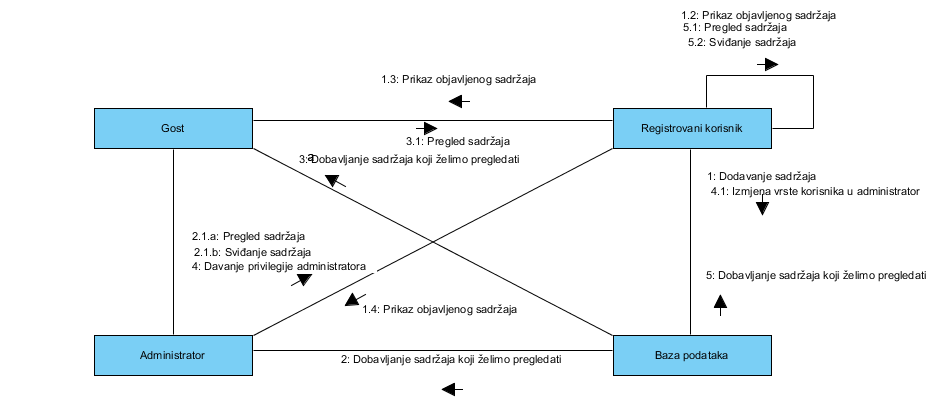 1.2: Prikaz objavljenog sadržaja
5.1: Pregled sadržaja
5.2: Sviđanje sadržaja
1.3: Prikaz objavljenog sadržaja
Gost
Registrovani korisnik
3.1: Pregled sadržaja
a
3: Dobavljanje sadržaja koji želimo pregledati
1: Dodavanje sadržaja
4.1: Izmjena vrste korisnika u administrator
2.1.a: Pregled sadržaja
2.1.b: Sviđanje sadržaja
4: Davanje privilegije administratora
5: Dobavljanje sadržaja koji želimo pregledati
1.4: Prikaz objavljenog sadržaja
Administrator
Baza podataka
2: Dobavljanje sadržaja koji želimo pregledati